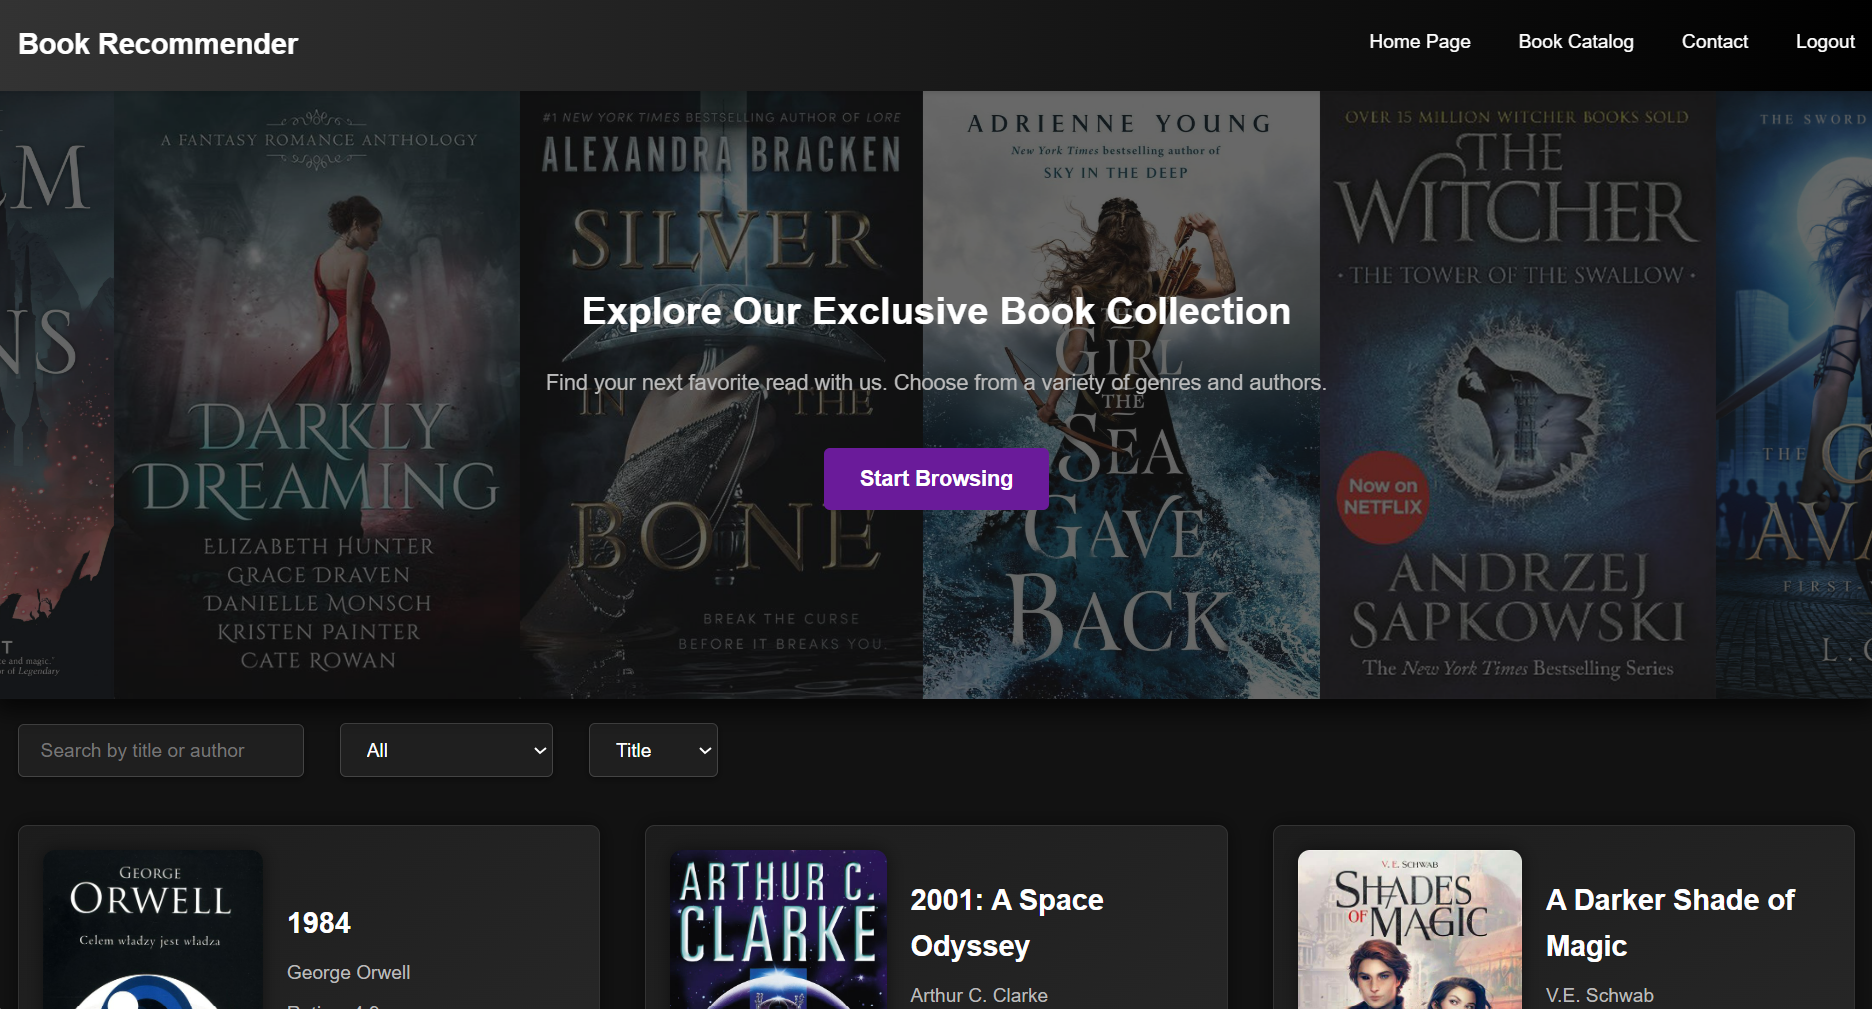 Book Recommender
Home Page
Book Catalog
Contact
Logout
A FANTASY ROMANCE ANTHOLOGY
DARKLY
DREAMING
ELIZABETH HUNTER
GRACE DRAVEN
DANIELLE MONSCH
KRISTEN PAINTER
CATE ROWAN
#1 NEW YORK TIMES BESTSELLING AUTHOR OF LORE
ALEXANDRA BRACKEN
SILVER
IN THE
BONE
BREAK THE CURSE
BEFORE IT BREAKS YOU.
ADRIENNE YOUNG
New York Times bestselling author of
SKY IN THE DEEP
THE
GIRL
THE
SEA
GAVE
BACK
OVER 15 MILLION WITCHER BOOKS SOLD
THE
WITCHER
· THE TOWER OF THE SWALLOW ·
Now on
NETFLIX
ANDRZEJ
SAPKOWSKI
The New York Times Bestselling Series
THE SWORD
THE
FIRST-
Explore Our Exclusive Book Collection
Find your next favorite read with us. Choose from a variety of genres and authors.
Start Browsing
Search by title or author
All
Title
GEORGE
ORWELL
Celem władzy jest władza
1984
George Orwell
ARTHUR C.
CLARKE
2001: A Space
Odyssey
Arthur C. Clarke
V. E. SCHWAB
SHADES
OF MAGIC
A Darker Shade of
Magic
V.E. Schwab